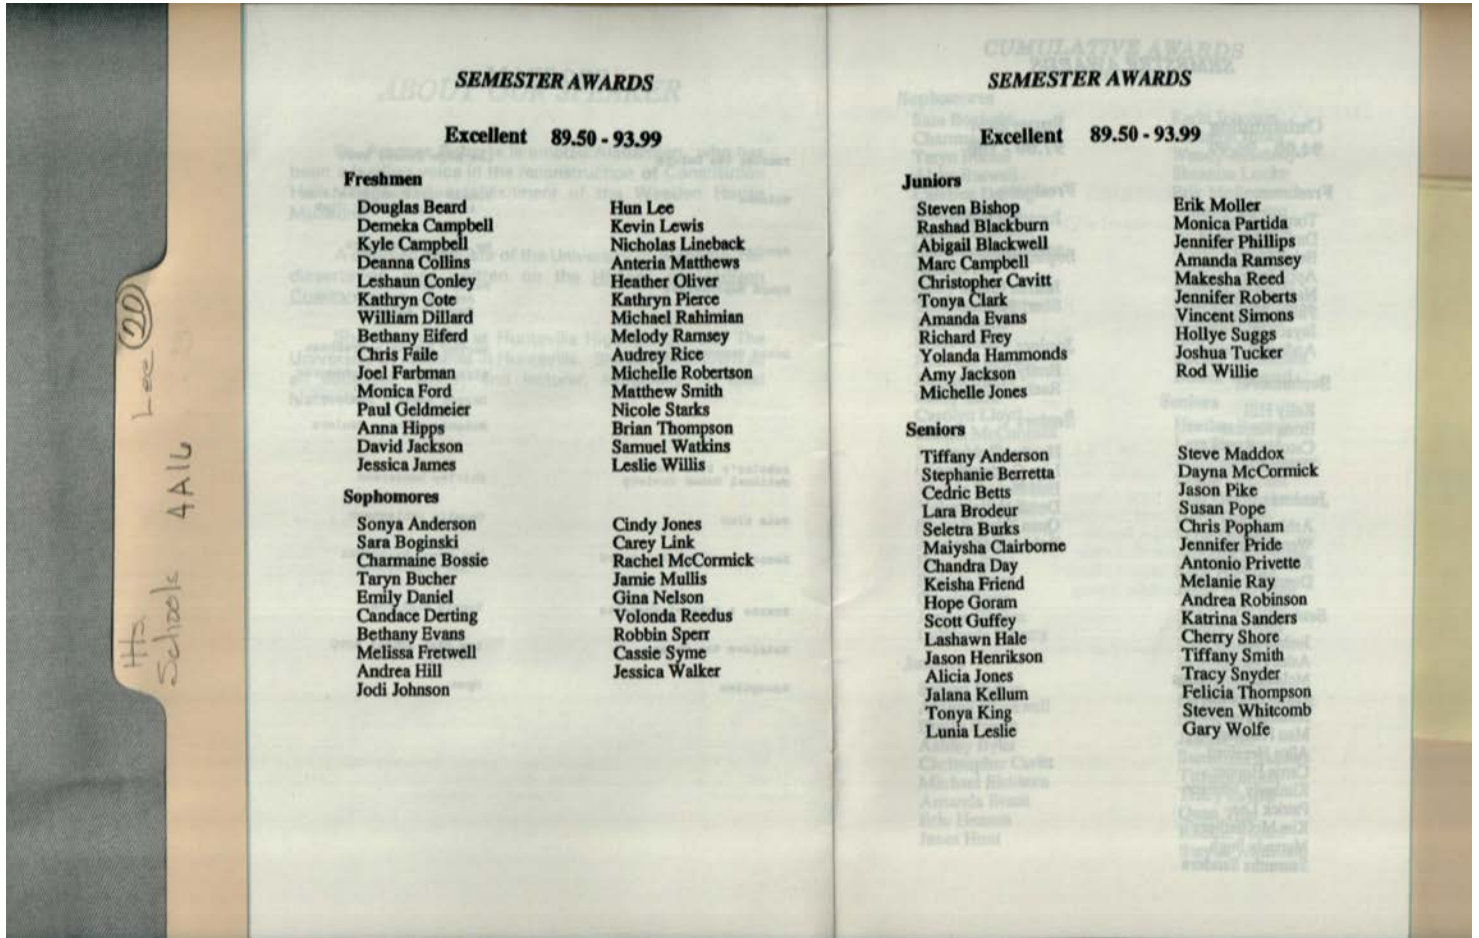 SEMESTER AWARDS
Excellent 89.50 - 93.99
Freshmen
Douglas Beard
Demeka Campbell
Kyle Campbell
Deanna Collins
Leshaun Conley
Kathryn Cote
William Dillard
Bethany Eiferd
Chris Faile
Joel Farbman
Monica Ford
Paul Geldmeier
Anna Hipps
David Jackson
Jessica James
Hun Lee
Kevin Lewis
Nicholas Lineback
Anteria Matthews
Heather Oliver
Kathryn Pierce
Michael Rahimian
Melody Ramsey
Audrey Rice
Michelle Robertson
Matthew Smith
Nicole Starks
Brian Thompson
Samuel Watkins
Leslie Willis
Sophomores
Sonya Anderson
Sara Boginski
Charmaine Bossie
Taryn Bucher
Emily Daniel
Candace Derting
Bethany Evans
Melissa Fretwell
Andrea Hill
Jodi Johnson
Cindy Jones
Carey Link
Rachel McCormick
Jamie Mullis
Gina Nelson
Volonda Reedus
Robbin Sperr
Cassie Syme
Jessica Walker
SEMESTER AWARDS
Excellent 89.50 - 93.99
Juniors
Steven Bishop
Rashad Blackburn
Abigail Blackwell
Marc Campbell
Christopher Cavitt
Tonya Clark
Amanda Evans
Richard Frey
Yolanda Hammonds
Amy Jackson
Michelle Jones
Erik Moller
Monica Partida
Jennifer Phillips
Amanda Ramsey
Makesha Reed
Jennifer Roberts
Vincent Simons
Hollye Suggs
Joshua Tucker
Rod Willie
Seniors
Tiffany Anderson
Stephanie Berretta
Cedric Betts
Lara Brodeur
Seletra Burks
Maiysha Clairborne
Chandra Day
Keisha Friend
Hope Goram
Scott Guffey
Lashawn Hale
Jason Henrikson
Alicia Jones
Jalana Kellum
Tonya King
Lunia Leslie
Steve Maddox
Dayna McCormick
Jason Pike
Susan Pope
Chris Popham
Jennifer Pride
Antonio Privette
Melanie Ray
Andrea Robinson
Katrina Sanders
Cherry Shore
Tiffany Smith
Tracy Snyder
Felicia Thompson
Steven Whitcomb
Gary Wolfe
Lee 20
Schools 4A16